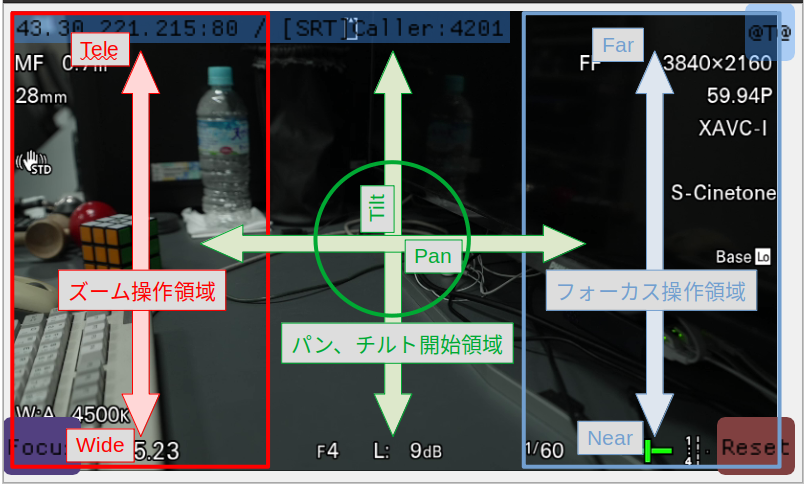 43.30.221.215:80 / [SRT]Caller:4201
@T@
Tele
Far
MF
FF
3840×2160
28mm
59.94P
XAVC-I
STD
S-Cinetone
Tilt
Pan
Base Lo
ズーム操作領域
フォーカス操作領域
パン、チルト開始領域
W:A 4500K
Focu
Wide
5.23
F4
L: 9dB
1/60
Near
Reset